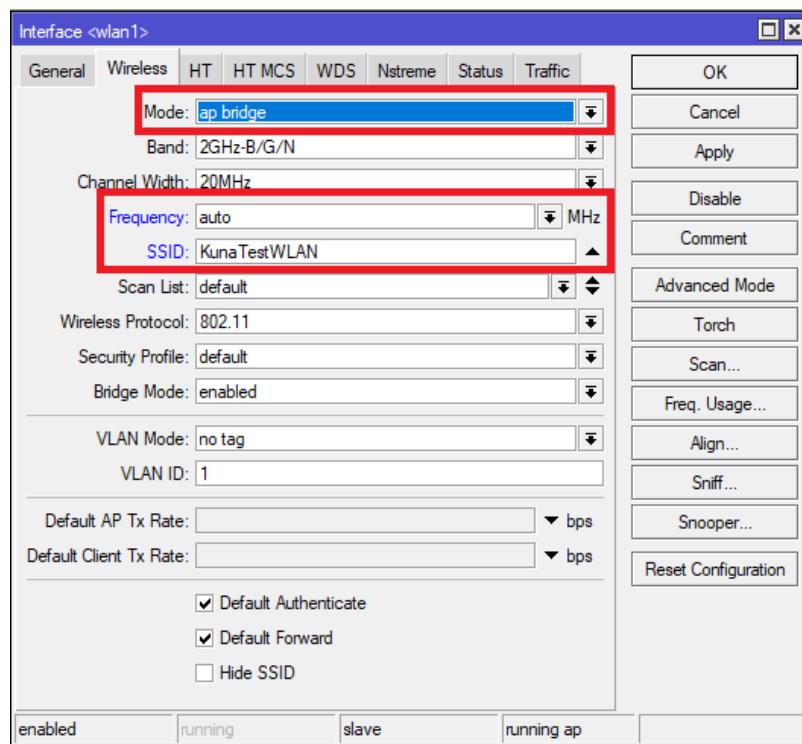 Interface <wlan1>
General Wireless HT HT MCS WDS Nstreme Status Traffic
Mode: ap bridge
Band: 2GHz-B/G/N
Channel Width: 20MHz
Frequency: auto MHz
SSID: KunaTestWLAN
Scan List: default
Wireless Protocol: 802.11
Security Profile: default
Bridge Mode: enabled
VLAN Mode: no tag
VLAN ID: 1
Default AP Tx Rate: bps
Default Client Tx Rate: bps
Default Authenticate
Default Forward
Hide SSID
OK
Cancel
Apply
Disable
Comment
Advanced Mode
Torch
Scan...
Freq. Usage...
Align...
Sniff...
Snooper...
Reset Configuration
enabled running slave running ap